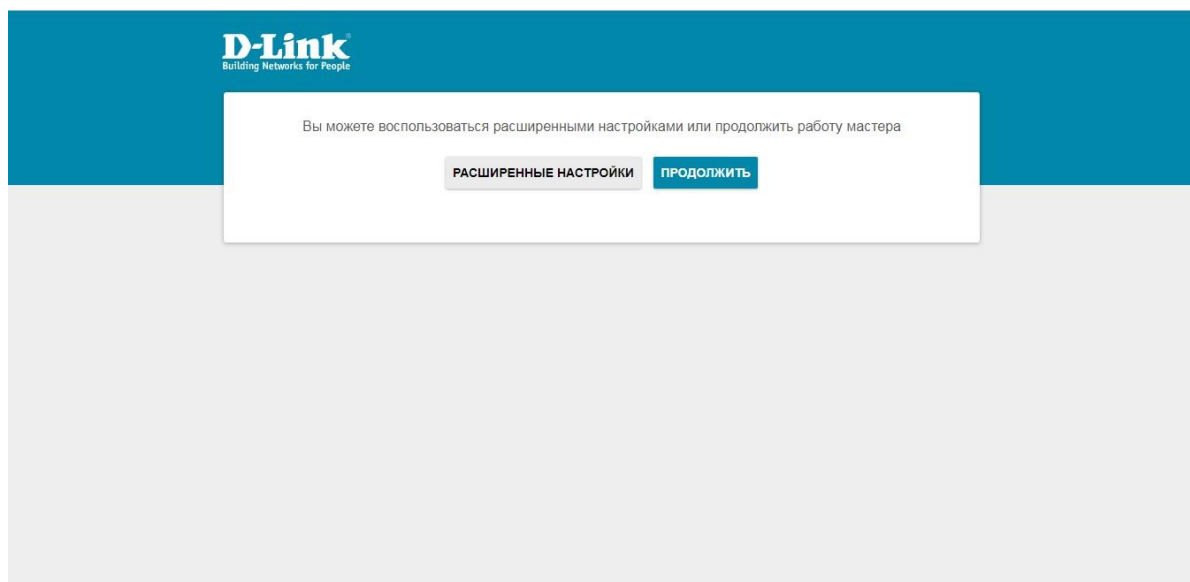 D-Link
Building Networks for People
Вы можете воспользоваться расширенными настройками или продолжить работу мастера
РАСШИРЕННЫЕ НАСТРОЙКИ ПРОДОЛЖИТЬ